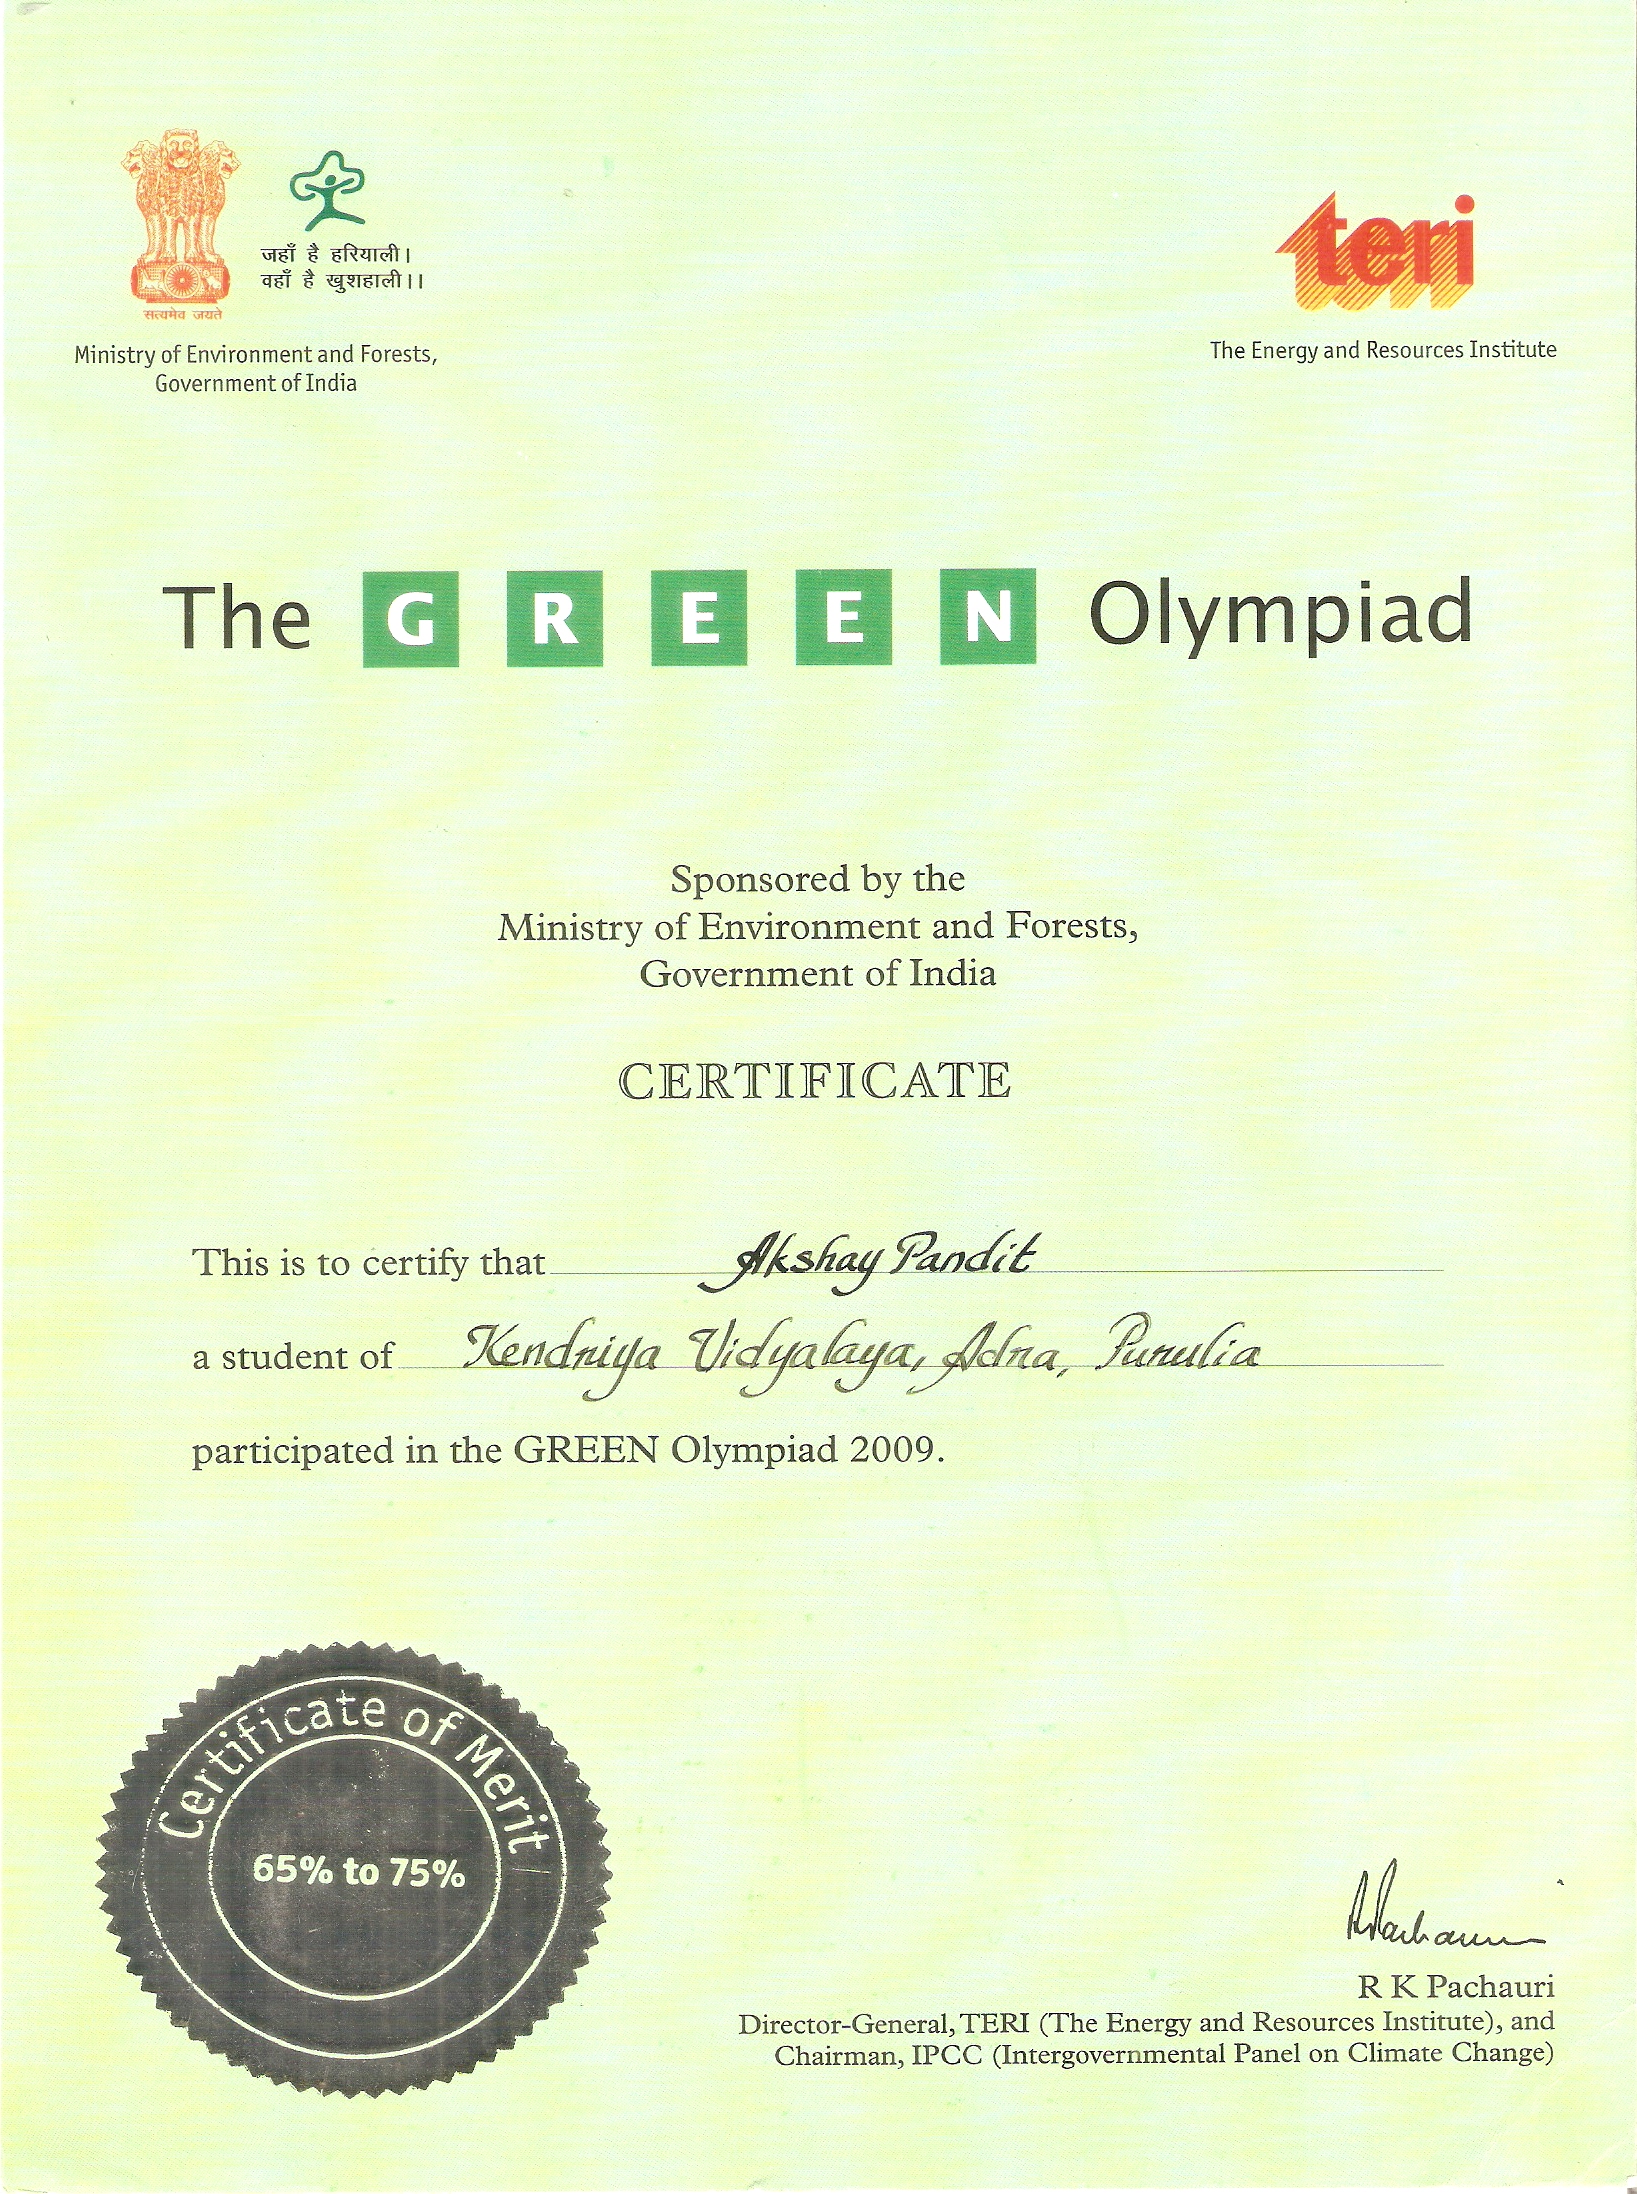 जहाँ है हरियाली।
वहाँ है खुशहाली।।
सत्यमेव जयते
Ministry of Environment and Forests,
Government of India
teri
The Energy and Resources Institute
The GREEN Olympiad
Sponsored by the
Ministry of Environment and Forests,
Government of India
CERTIFICATE
This is to certify that Akshay Pandit
a student of Kendriya Vidyalaya, Adra, Purulia
participated in the GREEN Olympiad 2009.
Certificate of Merit
65% to 75%
R K Pachauri
Director-General, TERI (The Energy and Resources Institute), and
Chairman, IPCC (Intergovernmental Panel on Climate Change)